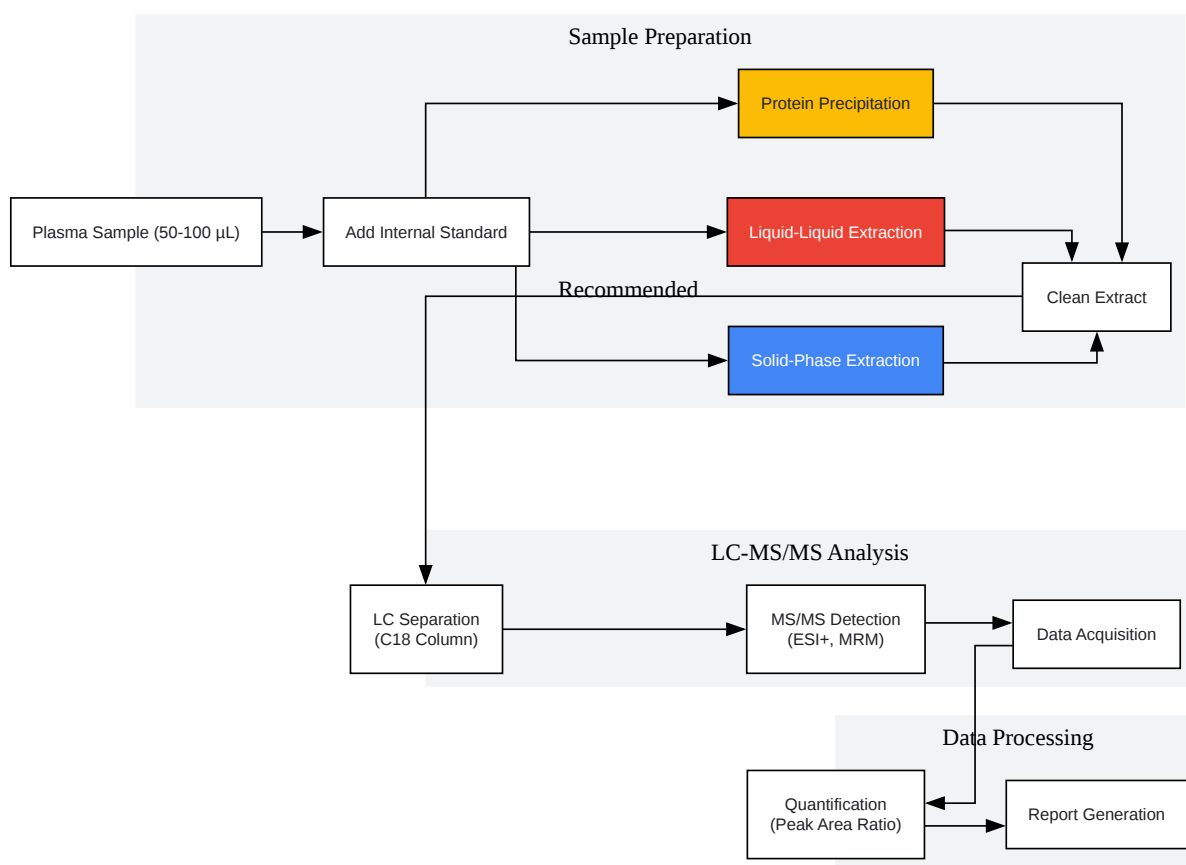 Sample Preparation
Protein Precipitation
Plasma Sample (50-100 µL)
Add Internal Standard
Liquid-Liquid Extraction
Recommended
Clean Extract
Solid-Phase Extraction
LC-MS/MS Analysis
LC Separation
(C18 Column)
MS/MS Detection
(ESI+, MRM)
Data Acquisition
Data Processing
Quantification
(Peak Area Ratio)
Report Generation